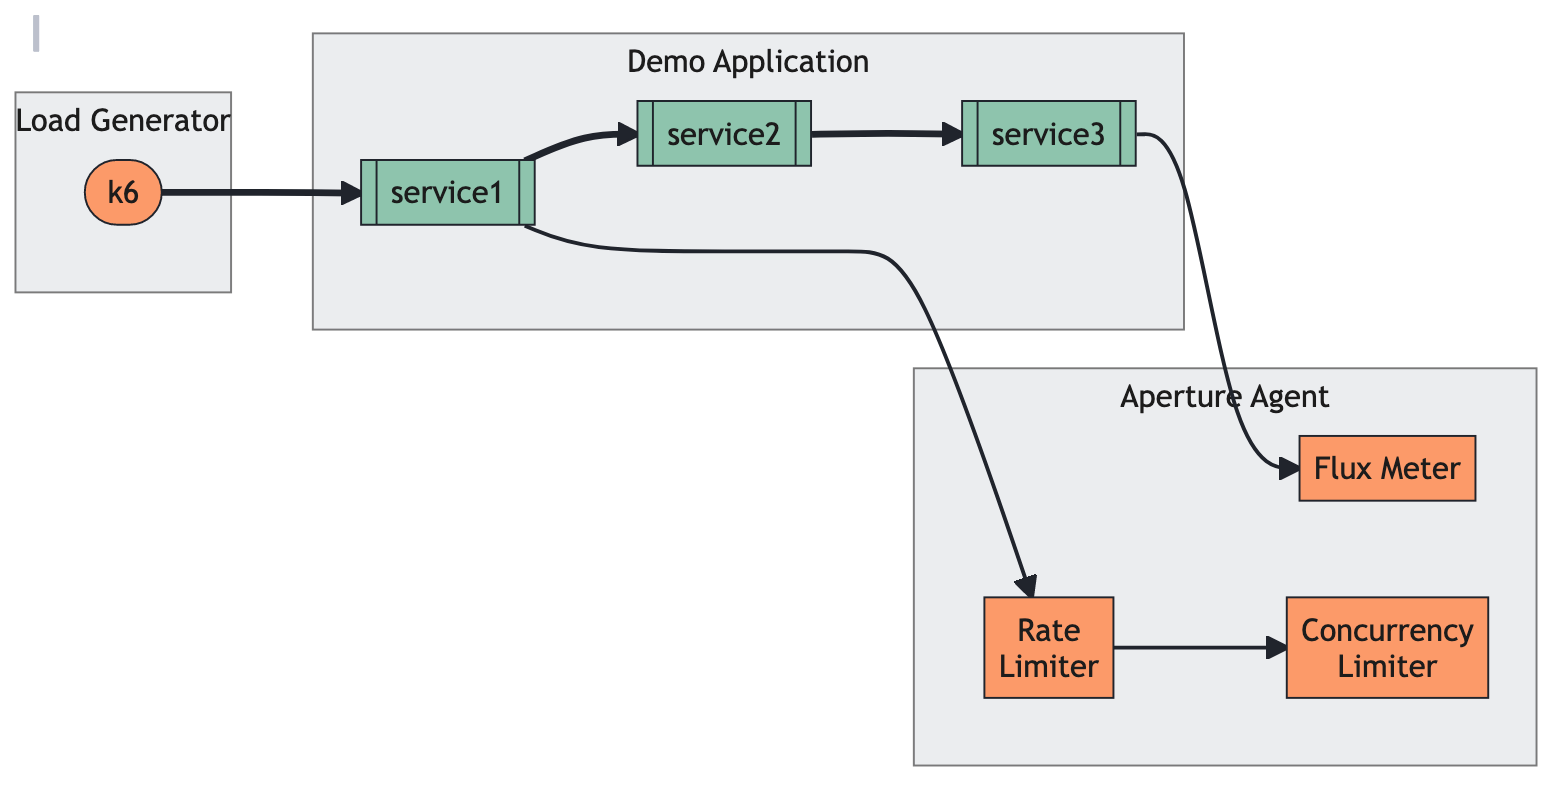 Demo Application
Load Generator
service2
service3
k6
service1
Aperture Agent
Flux Meter
Rate
Limiter
Concurrency
Limiter